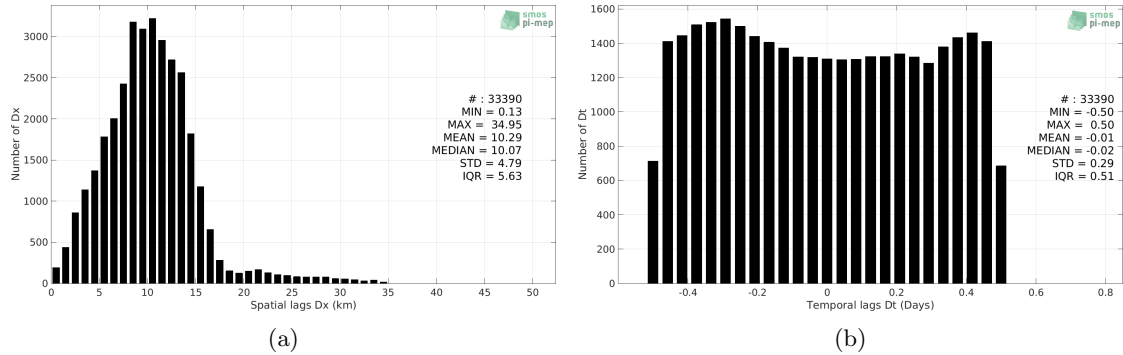 smos
pi-mep
3000
2500
2000
1500
1000
500
0
Number of Dx
# : 33390
MIN = 0.13
MAX = 34.95
MEAN = 10.29
MEDIAN = 10.07
STD = 4.79
IQR = 5.63
0 5 10 15 20 25 30 35 40 45 50
Spatial lags Dx (km)
(a)
smos
pi-mep
1600
1400
1200
1000
800
600
400
200
0
Number of Dt
# : 33390
MIN = -0.50
MAX = 0.50
MEAN = -0.01
MEDIAN = -0.02
STD = 0.29
IQR = 0.51
-0.4 -0.2 0 0.2 0.4 0.6 0.8
Temporal lags Dt (Days)
(b)